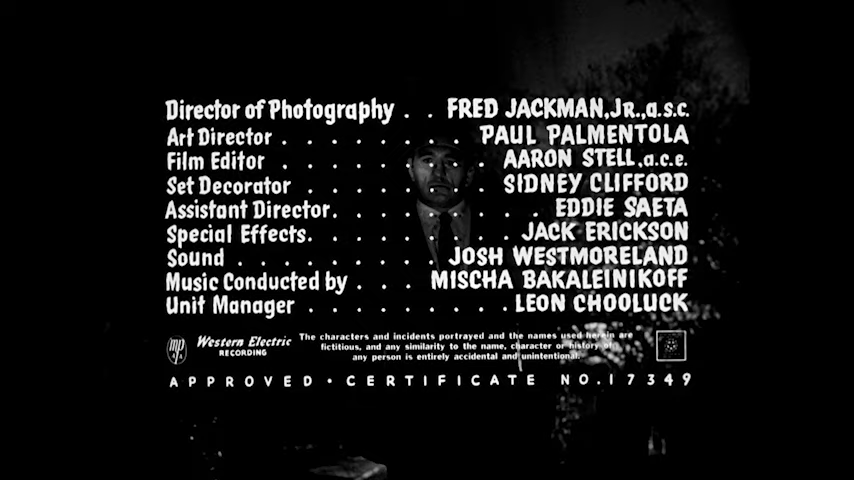 Director of Photography . . FRED JACKMAN, JR., a.s.c.
Art Director . . . . . . . . PAUL PALMENTOLA
Film Editor . . . . . . . . . AARON STELL, a.c.e.
Set Decorator . . . . . . . . SIDNEY CLIFFORD
Assistant Director. . . . . . . . . . EDDIE SAETA
Special Effects. . . . . . . . . JACK ERICKSON
Sound . . . . . . . . . JOSH WESTMORELAND
Music Conducted by . . . MISCHA BAKALEINIKOFF
Unit Manager . . . . . . . . . LEON CHOOLUCK
Western Electric
RECORDING
The characters and incidents portrayed and the names used herein are
fictitious, and any similarity to the name, character or history of
any person is entirely accidental and unintentional.
APPROVED · CERTIFICATE NO. 17349